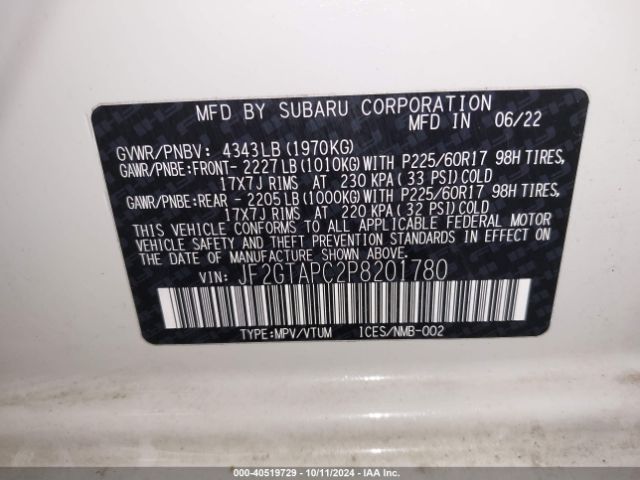 MFD BY SUBARU CORPORATION
MFD IN 06/22
GVWR/PNBV: 4343LB (1970KG)
GAWR/PNBE:FRONT- 2227LB (1010KG)WITH P225/60R17 98H TIRES,
17X7J RIMS AT 230 KPA (33 PSI)COLD
GAWR/PNBE:REAR - 2205LB (1000KG)WITH P225/60R17 98H TIRES,
17X7J RIMS AT 220 KPA (32 PSI)COLD
THIS VEHICLE CONFORMS TO ALL APPLICABLE FEDERAL MOTOR
VEHICLE SAFETY AND THEFT PREVENTION STANDARDS IN EFFECT ON
THE DATE OF MANUFACTURE SHOWN ABOVE.
VIN: JF2GTAPC2P8201780
TYPE:MPV/VTUM ICES/NMB-002
000-40519729 - 10/11/2024 - IAA Inc.